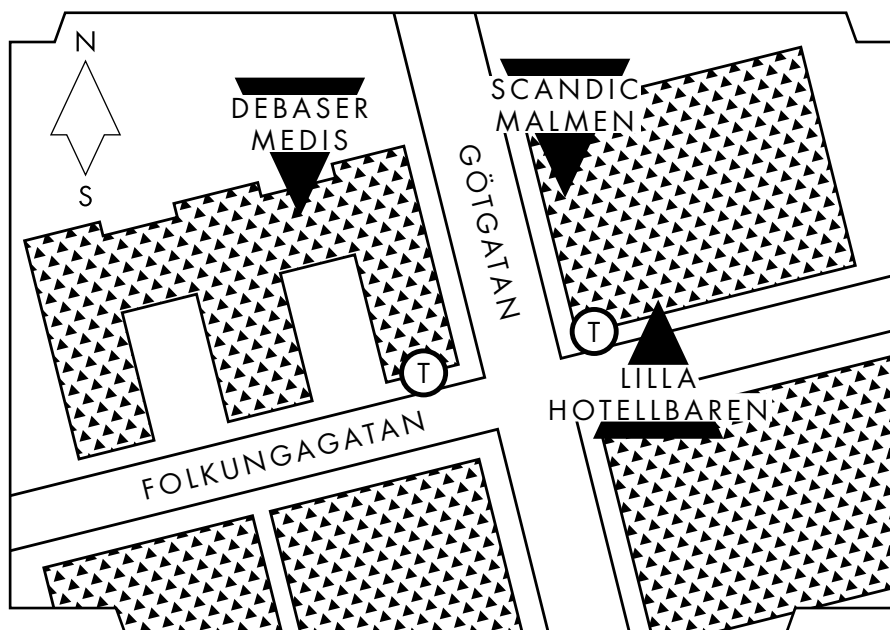 N
S
DEBASER
MEDIS
SCANDIC
MALMEN
GÖTGATAN
T
T
LILLA
HOTELLBAREN
FOLKUNGAGATAN